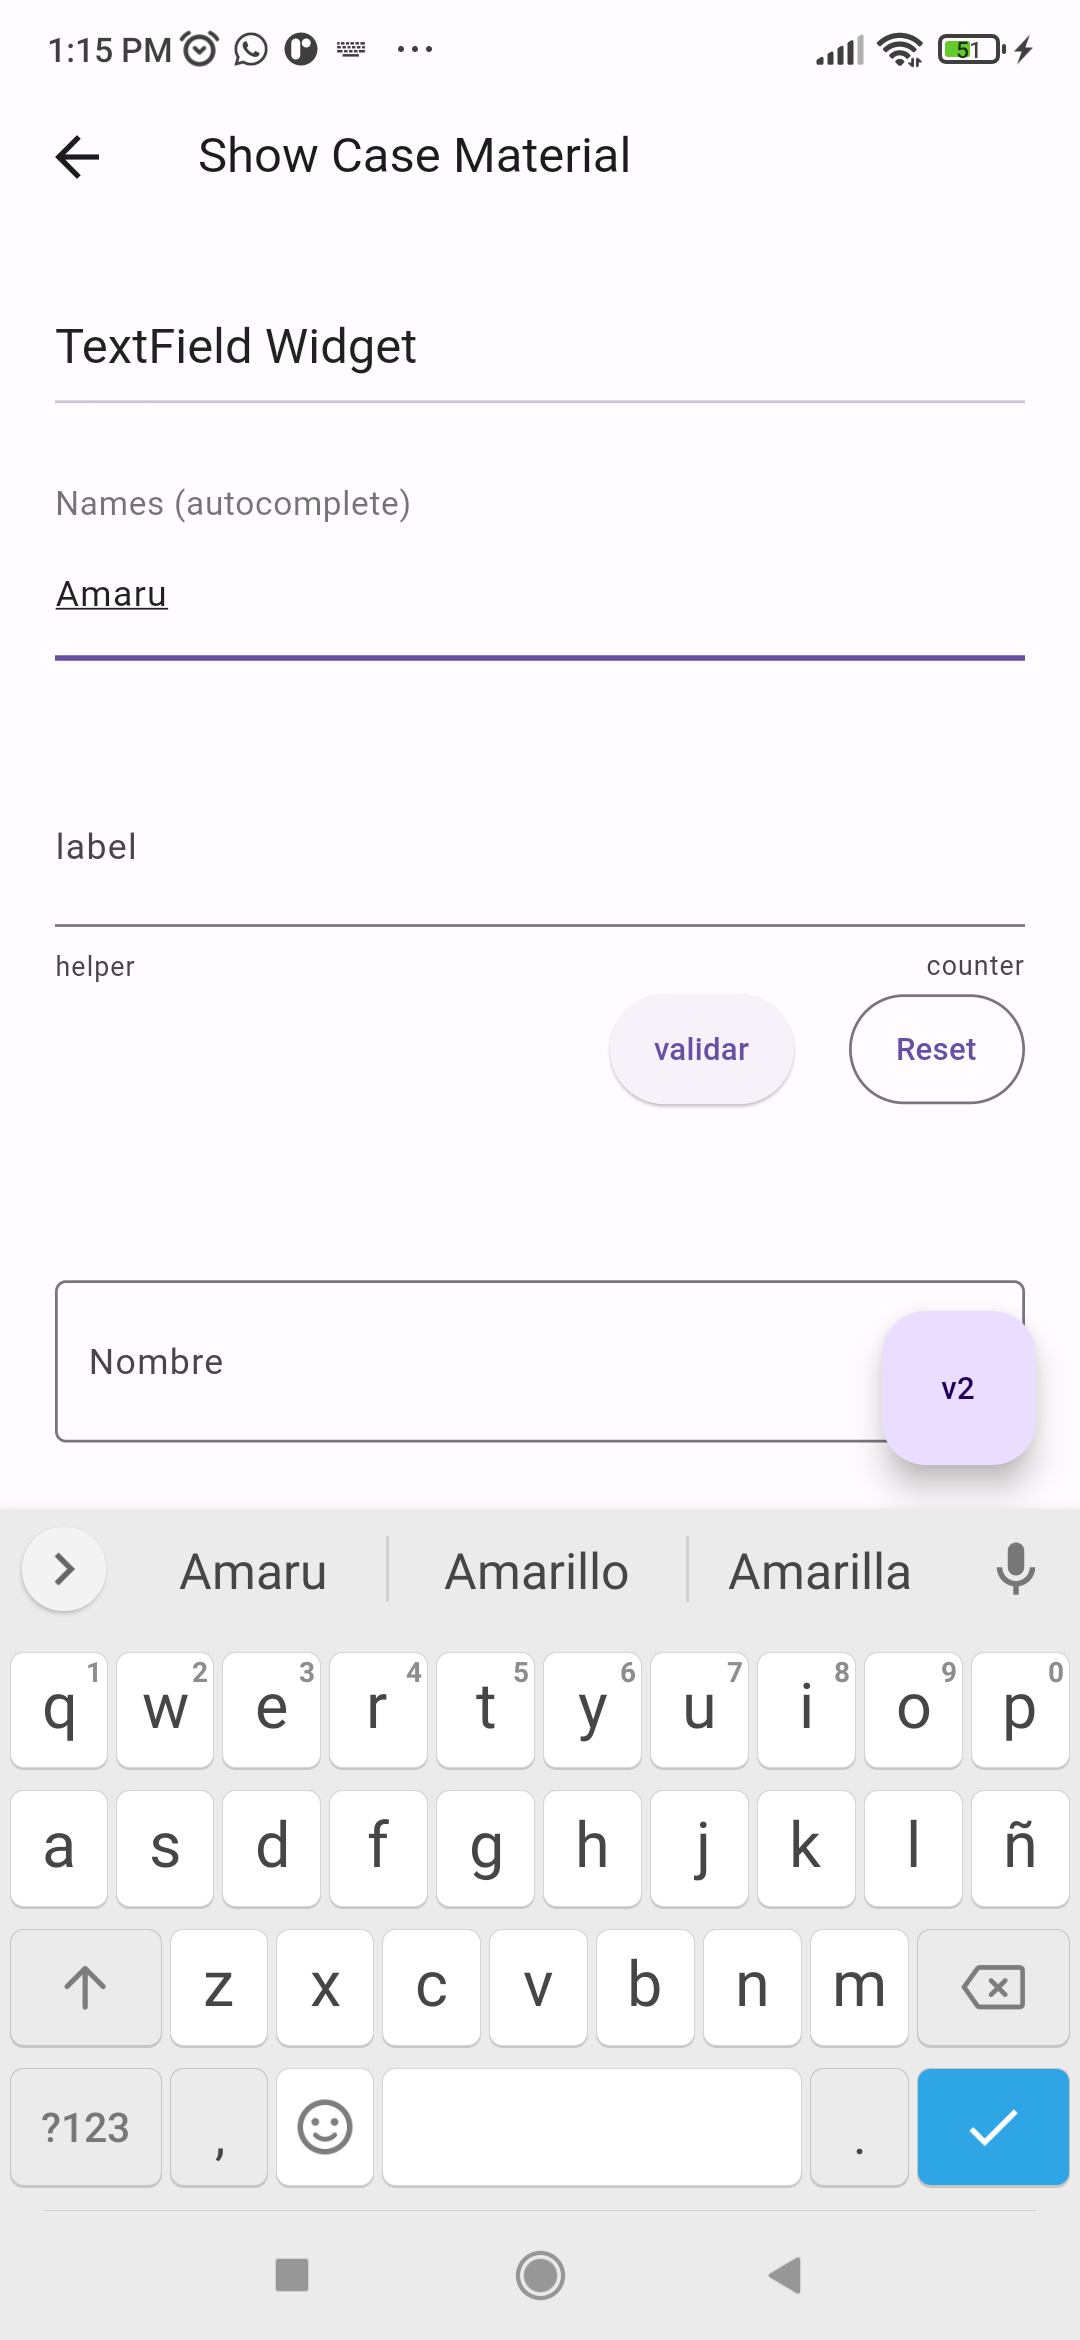 1:15 PM 51
Show Case Material
TextField Widget
Names (autocomplete)
Amaru
label
helper counter
validar Reset
Nombre
v2
Amaru Amarillo Amarilla
1 2 3 4 5 6 7 8 9 0
q w e r t y u i o p
a s d f g h j k l ñ
z x c v b n m
?123 , .